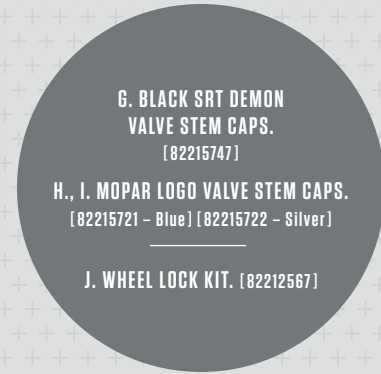 G. BLACK SRT DEMON
VALVE STEM CAPS.
[82215747]
H., I. MOPAR LOGO VALVE STEM CAPS.
[82215721 – Blue] [82215722 – Silver]
J. WHEEL LOCK KIT. [82212567]